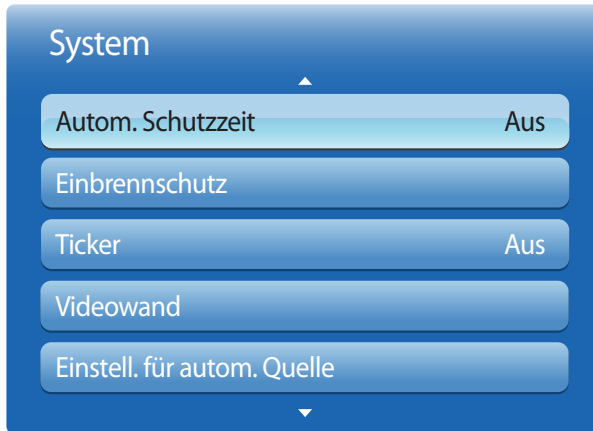 System
Autom. Schutzzeit Aus
Einbrennschutz
Ticker Aus
Videowand
Einstell. für autom. Quelle